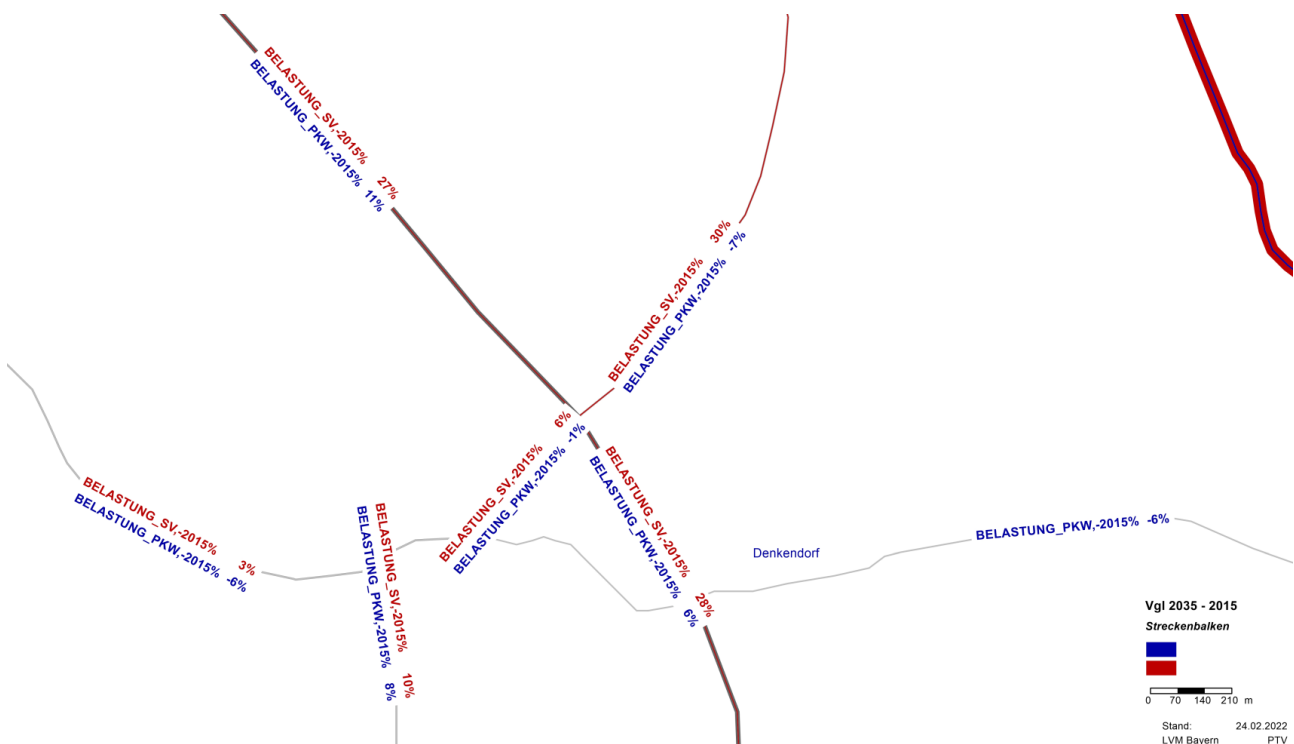 BELASTUNG_SV,-2015% 27%
BELASTUNG_PKW,-2015% 11%
BELASTUNG_SV,-2015% 30%
BELASTUNG_PKW,-2015% -7%
BELASTUNG_SV,-2015% 6%
BELASTUNG_PKW,-2015% -1%
BELASTUNG_SV,-2015% 28%
BELASTUNG_PKW,-2015% 6%
BELASTUNG_SV,-2015% 3%
BELASTUNG_PKW,-2015% -6%
BELASTUNG_SV,-2015% 10%
BELASTUNG_PKW,-2015% 8%
Denkendorf
BELASTUNG_PKW,-2015% -6%
Vgl 2035 - 2015
Streckenbalken
0 70 140 210 m
Stand: 24.02.2022
LVM Bayern PTV